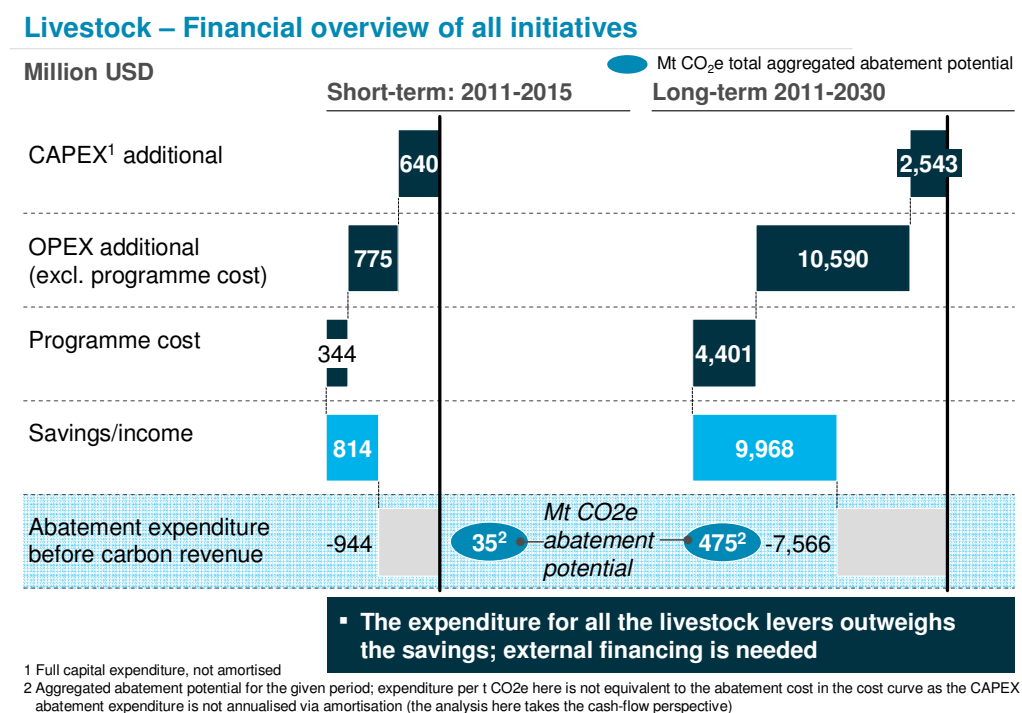 Livestock – Financial overview of all initiatives
Million USD
Mt CO₂e total aggregated abatement potential
Short-term: 2011-2015
Long-term 2011-2030
CAPEX¹ additional
640
2,543
OPEX additional
(excl. programme cost)
775
10,590
Programme cost
344
4,401
Savings/income
814
9,968
Abatement expenditure
before carbon revenue
-944
35²
Mt CO2e
abatement
potential
475²
-7,566
▪ The expenditure for all the livestock levers outweighs
the savings; external financing is needed
1 Full capital expenditure, not amortised
2 Aggregated abatement potential for the given period; expenditure per t CO2e here is not equivalent to the abatement cost in the cost curve as the CAPEX
abatement expenditure is not annualised via amortisation (the analysis here takes the cash-flow perspective)